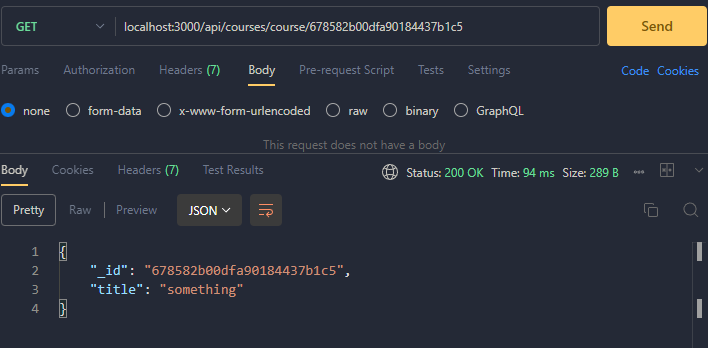 GET localhost:3000/api/courses/course/678582b00dfa90184437b1c5 Send
Params Authorization Headers (7) Body Pre-request Script Tests Settings Code Cookies
none form-data x-www-form-urlencoded raw binary GraphQL
This request does not have a body
Body Cookies Headers (7) Test Results Status: 200 OK Time: 94 ms Size: 289 B
Pretty Raw Preview JSON
1 {
2 "_id": "678582b00dfa90184437b1c5",
3 "title": "something"
4 }